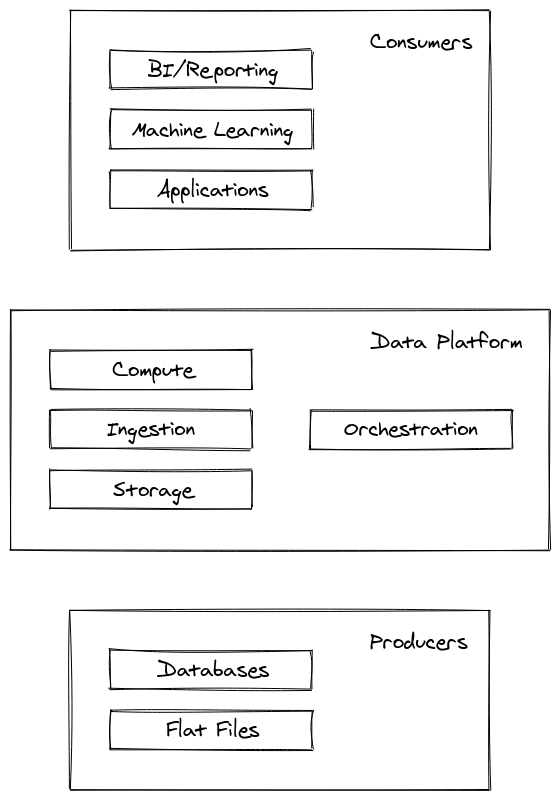 Consumers
BI/Reporting
Machine Learning
Applications
Data Platform
Compute
Ingestion
Orchestration
Storage
Producers
Databases
Flat Files